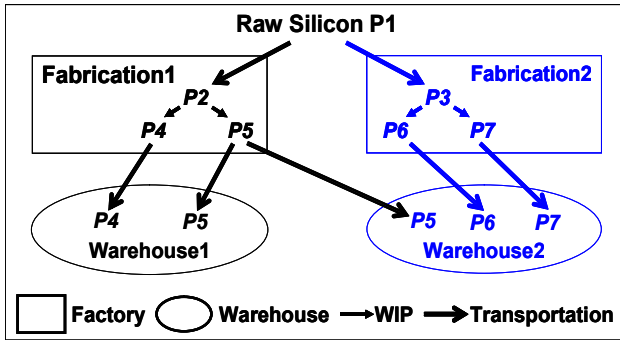 Raw Silicon P1
Fabrication1 Fabrication2
P2 P3
P4 P5 P6 P7
P4 P5 P5 P6 P7
Warehouse1 Warehouse2
Factory Warehouse WIP Transportation